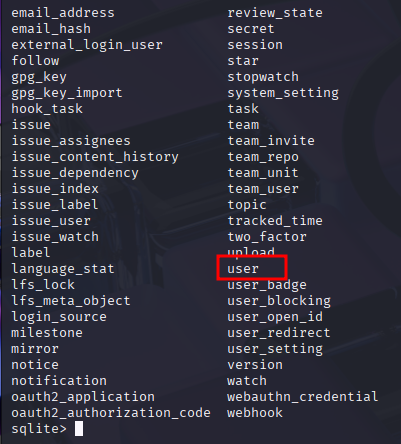 email_address review_state
email_hash secret
external_login_user session
follow star
gpg_key stopwatch
gpg_key_import system_setting
hook_task task
issue team
issue_assignees team_invite
issue_content_history team_repo
issue_dependency team_unit
issue_index team_user
issue_label topic
issue_user tracked_time
issue_watch two_factor
label upload
language_stat user
lfs_lock user_badge
lfs_meta_object user_blocking
login_source user_open_id
milestone user_redirect
mirror user_setting
notice version
notification watch
oauth2_application webauthn_credential
oauth2_authorization_code webhook
sqlite>